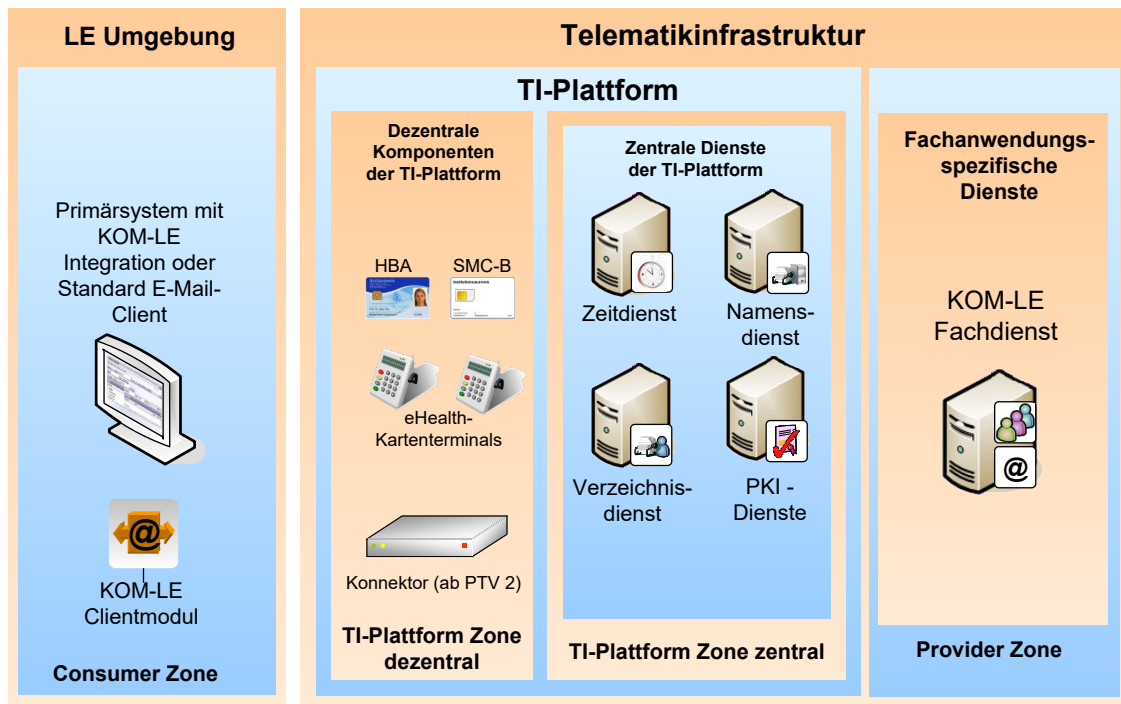 LE Umgebung
Primärsystem mit
KOM-LE
Integration oder
Standard E-Mail-
Client
@
KOM-LE
Clientmodul
Consumer Zone
Telematikinfrastruktur
TI-Plattform
Dezentrale
Komponenten
der TI-Plattform
HBA
SMC-B
eHealth-
Kartenterminals
Konnektor (ab PTV 2)
TI-Plattform Zone
dezentral
Zentrale Dienste
der TI-Plattform
Zeitdienst
Namens-
dienst
Verzeichnis-
dienst
PKI -
Dienste
TI-Plattform Zone zentral
Fachanwendungs-
spezifische
Dienste
KOM-LE
Fachdienst
@
Provider Zone